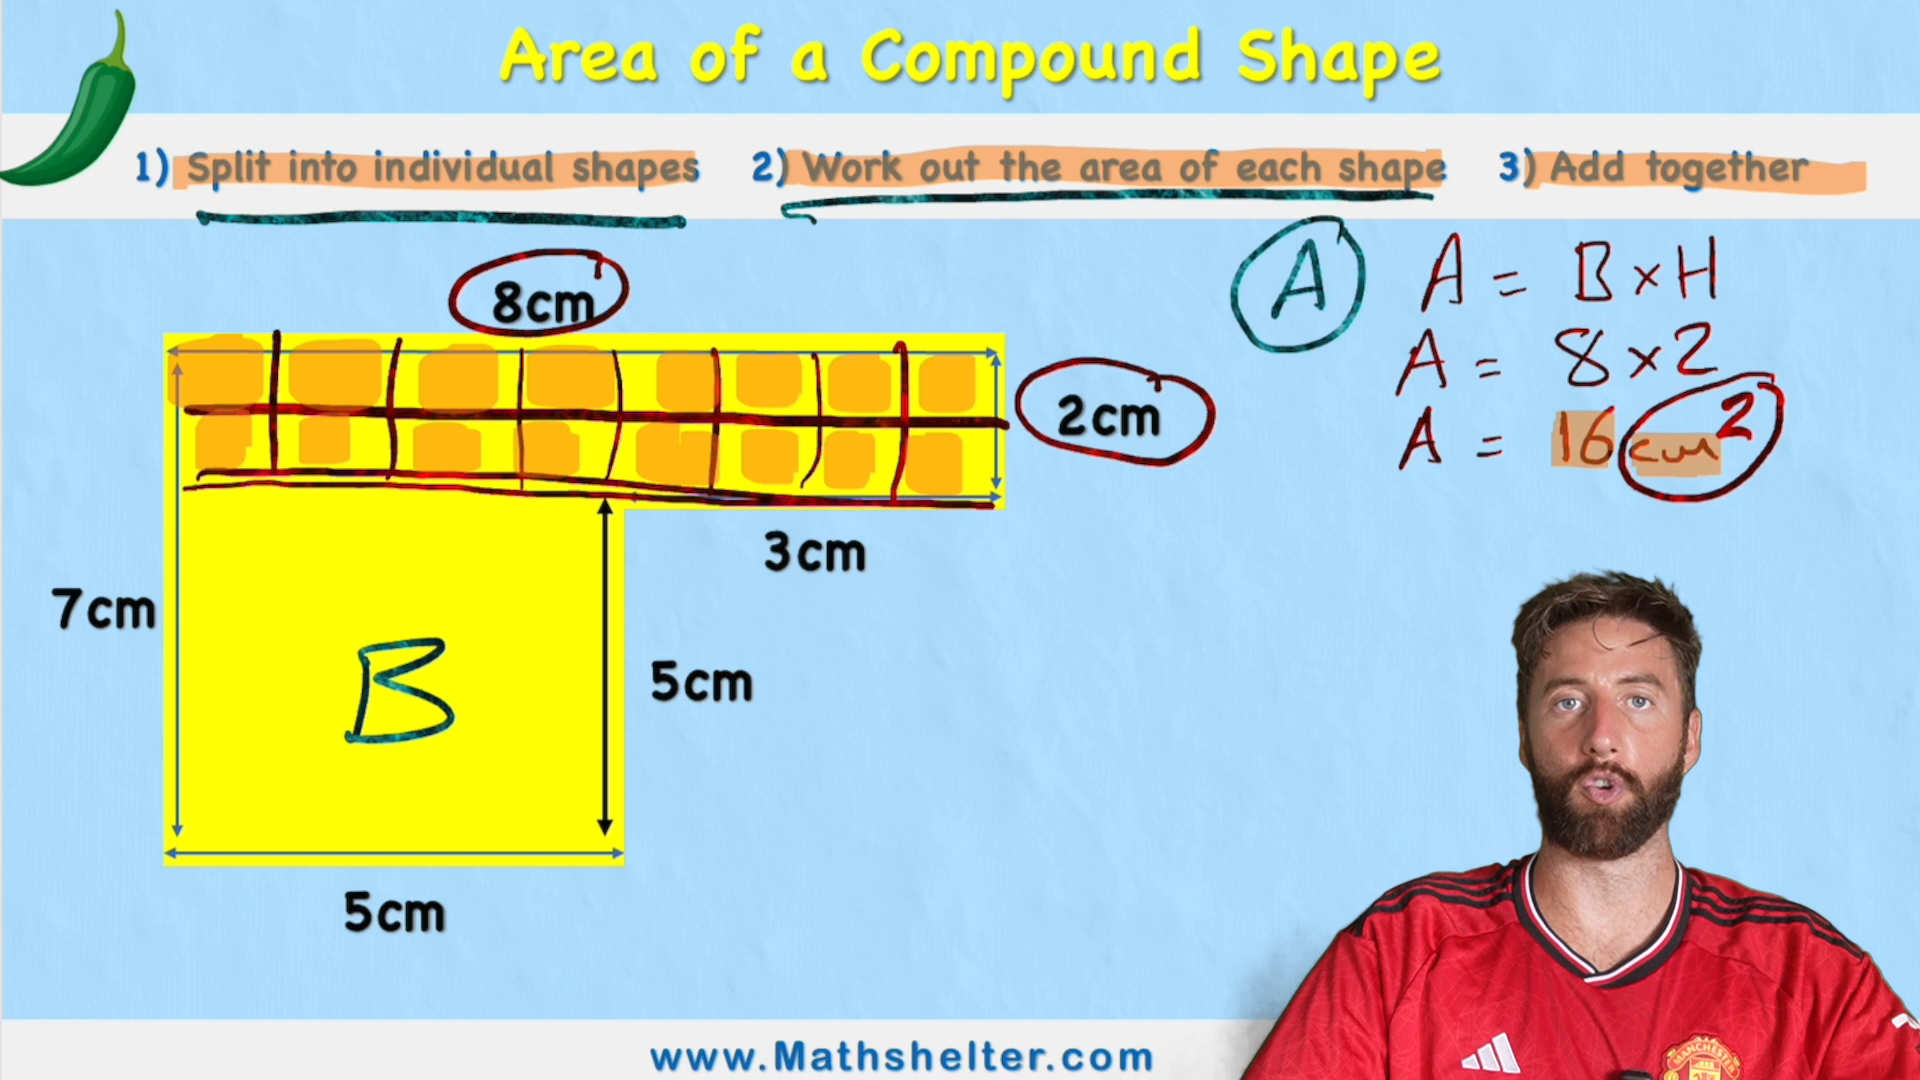 Area of a Compound Shape
1) Split into individual shapes 2) Work out the area of each shape 3) Add together
8cm
2cm
3cm
7cm
5cm
5cm
B
A
A = B × H
A = 8 × 2
A = 16 cm²
MANCHESTER
www.Mathshelter.com